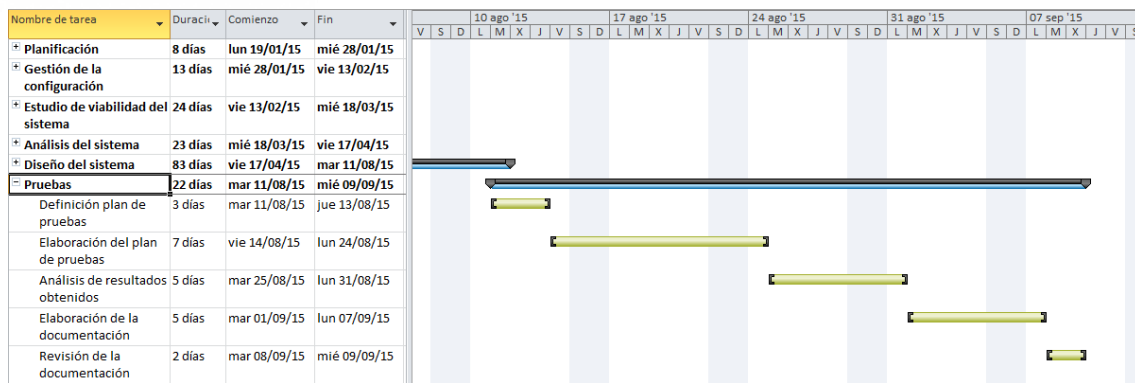 Nombre de tarea Duració Comienzo Fin
10 ago '15 17 ago '15 24 ago '15 31 ago '15 07 sep '15
V S D L M X J V S D L M X J V S D L M X J V S D L M X J V S D L M X J V S
Planificación 8 días lun 19/01/15 mié 28/01/15
Gestión de la 13 días mié 28/01/15 vie 13/02/15
configuración
Estudio de viabilidad del 24 días vie 13/02/15 mié 18/03/15
sistema
Análisis del sistema 23 días mié 18/03/15 vie 17/04/15
Diseño del sistema 83 días vie 17/04/15 mar 11/08/15
Pruebas 22 días mar 11/08/15 mié 09/09/15
Definición plan de 3 días mar 11/08/15 jue 13/08/15
pruebas
Elaboración del plan 7 días vie 14/08/15 lun 24/08/15
de pruebas
Análisis de resultados 5 días mar 25/08/15 lun 31/08/15
obtenidos
Elaboración de la 5 días mar 01/09/15 lun 07/09/15
documentación
Revisión de la 2 días mar 08/09/15 mié 09/09/15
documentación